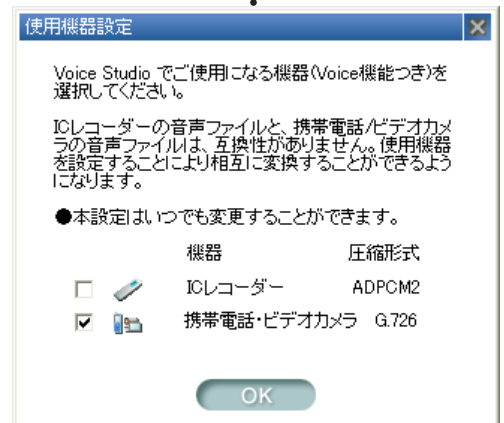 使用機器設定
Voice Studio でご使用になる機器(Voice機能つき)を
選択してください。
ICレコーダーの音声ファイルと、携帯電話/ビデオカメ
ラの音声ファイルは、互換性がありません。使用機器
を設定することにより相互に変換することができるよう
になります。
●本設定はいつでも変更することができます。
機器 圧縮形式
ICレコーダー ADPCM2
携帯電話・ビデオカメラ G.726
OK